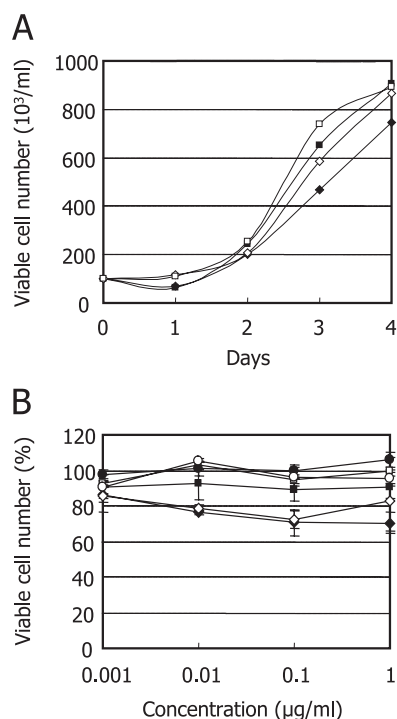 A
Viable cell number (10³/ml)
1000
800
600
400
200
0
0 1 2 3 4
Days
B
Viable cell number (%)
120
100
80
60
40
20
0
0.001 0.01 0.1 1
Concentration (µg/ml)